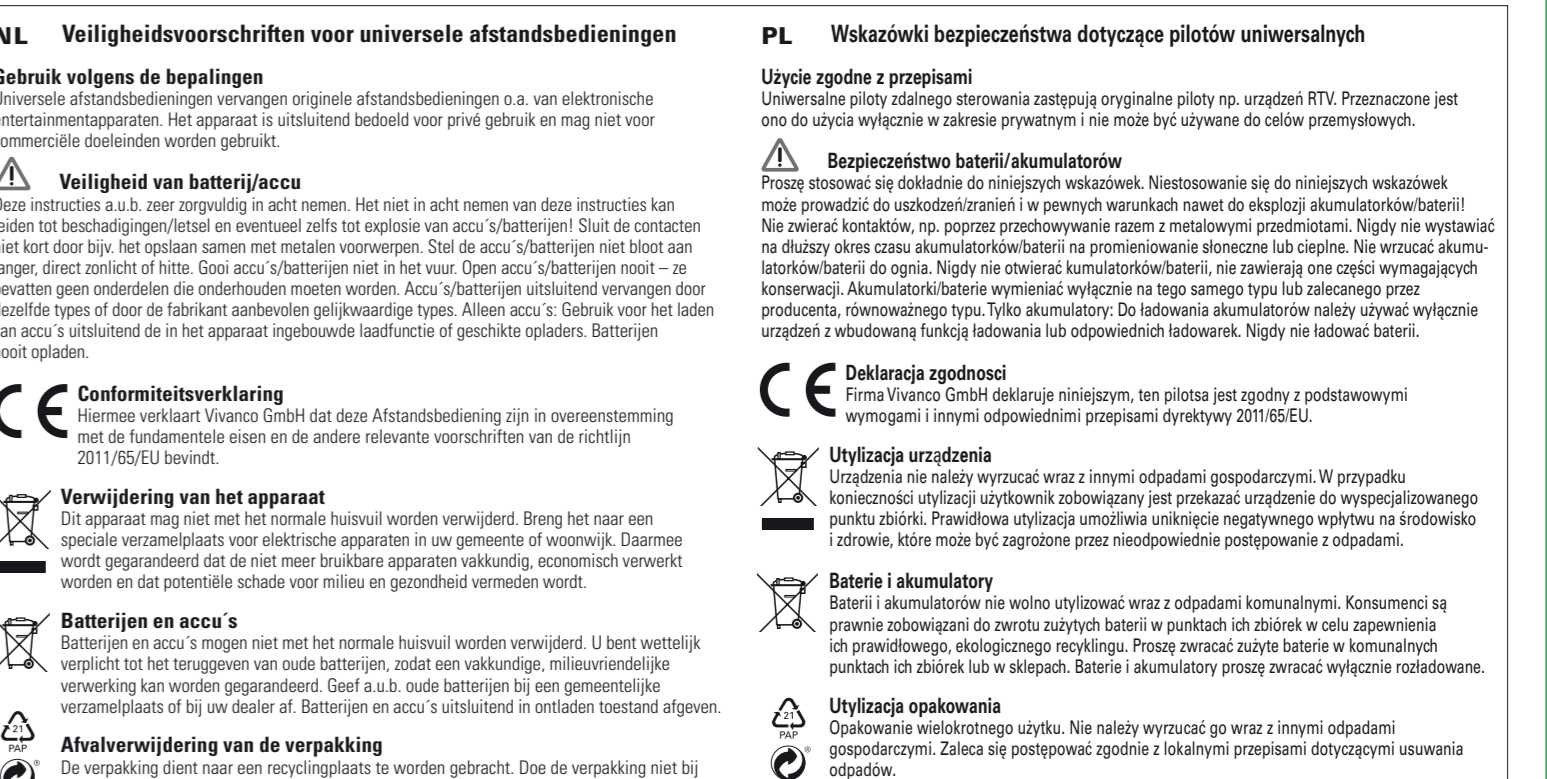 NL Veiligheidsvoorschriften voor universele afstandsbedieningen
Gebruik volgens de bepalingen
Universele afstandsbedieningen vervangen originele afstandsbedieningen o.a. van elektronische
entertainmentapparaten. Het apparaat is uitsluitend bedoeld voor privé gebruik en mag niet voor
commerciële doeleinden worden gebruikt.
Veiligheid van batterij/accu
Deze instructies a.u.b. zeer zorgvuldig in acht nemen. Het niet in acht nemen van deze instructies kan
leiden tot beschadigingen/letsel en eventueel zelfs tot explosie van accu´s/batterijen! Sluit de contacten
niet kort door bijv. het opslaan samen met metalen voorwerpen. Stel de accu´s/batterijen niet bloot aan
langer, direct zonlicht of hitte. Gooi accu´s/batterijen niet in het vuur. Open accu´s/batterijen nooit – ze
bevatten geen onderdelen die onderhouden moeten worden. Accu´s/batterijen uitsluitend vervangen door
dezelfde types of door de fabrikant aanbevolen gelijkwaardige types. Alleen accu´s: Gebruik voor het laden
van accu´s uitsluitend de in het apparaat ingebouwde laadfunctie of geschikte opladers. Batterijen
nooit opladen.
CE Conformiteitsverklaring
Hiermee verklaart Vivanco GmbH dat deze Afstandsbediening zijn in overeenstemming
met de fundamentele eisen en de andere relevante voorschriften van de richtlijn
2011/65/EU bevindt.
Verwijdering van het apparaat
Dit apparaat mag niet met het normale huisvuil worden verwijderd. Breng het naar een
speciale verzamelplaats voor elektrische apparaten in uw gemeente of woonwijk. Daarmee
wordt gegarandeerd dat de niet meer bruikbare apparaten vakkundig, economisch verwerkt
worden en dat potentiële schade voor milieu en gezondheid vermeden wordt.
Batterijen en accu´s
Batterijen en accu´s mogen niet met het normale huisvuil worden verwijderd. U bent wettelijk
verplicht tot het teruggeven van oude batterijen, zodat een vakkundige, milieuvriendelijke
verwerking kan worden gegarandeerd. Geef a.u.b. oude batterijen bij een gemeentelijke
verzamelplaats of bij uw dealer af. Batterijen en accu´s uitsluitend in ontladen toestand afgeven.
21
PAP
Afvalverwijdering van de verpakking
De verpakking dient naar een recyclingplaats te worden gebracht. Doe de verpakking niet bij
PL Wskazówki bezpieczeństwa dotyczące pilotów uniwersalnych
Użycie zgodne z przepisami
Uniwersalne piloty zdalnego sterowania zastępują oryginalne piloty np. urządzeń RTV. Przeznaczone jest
ono do użycia wyłącznie w zakresie prywatnym i nie może być używane do celów przemysłowych.
Bezpieczeństwo baterii/akumulatorów
Proszę stosować się dokładnie do niniejszych wskazówek. Niestosowanie się do niniejszych wskazówek
może prowadzić do uszkodzeń/zranień i w pewnych warunkach nawet do eksplozji akumulatorków/baterii!
Nie zwierać kontaktów, np. poprzez przechowywanie razem z metalowymi przedmiotami. Nigdy nie wystawiać
na dłuższy okres czasu akumulatorków/baterii na promieniowanie słoneczne lub cieplne. Nie wrzucać akumu-
latorków/baterii do ognia. Nigdy nie otwierać kumulatorków/baterii, nie zawierają one części wymagających
konserwacji. Akumulatorki/baterie wymieniać wyłącznie na tego samego typu lub zalecanego przez
producenta, równoważnego typu. Tylko akumulatory: Do ładowania akumulatorów należy używać wyłącznie
urządzeń z wbudowaną funkcją ładowania lub odpowiednich ładowarek. Nigdy nie ładować baterii.
CE Deklaracja zgodnosci
Firma Vivanco GmbH deklaruje niniejszym, ten pilotsa jest zgodny z podstawowymi
wymogami i innymi odpowiednimi przepisami dyrektywy 2011/65/EU.
Utylizacja urządzenia
Urządzenia nie należy wyrzucać wraz z innymi odpadami gospodarczymi. W przypadku
konieczności utylizacji użytkownik zobowiązany jest przekazać urządzenie do wyspecjalizowanego
punktu zbiórki. Prawidłowa utylizacja umożliwia uniknięcie negatywnego wpłytwu na środowisko
i zdrowie, które może być zagrożone przez nieodpowiednie postępowanie z odpadami.
Baterie i akumulatory
Baterii i akumulatorów nie wolno utylizować wraz z odpadami komunalnymi. Konsumenci są
prawnie zobowiązani do zwrotu zużytych baterii w punktach ich zbiórek w celu zapewnienia
ich prawidłowego, ekologicznego recyklingu. Proszę zwracać zużyte baterie w komunalnych
punktach ich zbiórek lub w sklepach. Baterie i akumulatory proszę zwracać wyłącznie rozładowane.
21
PAP
Utylizacja opakowania
Opakowanie wielokrotnego użytku. Nie należy wyrzucać go wraz z innymi odpadami
gospodarczymi. Zaleca się postępować zgodnie z lokalnymi przepisami dotyczącymi usuwania
odpadów.